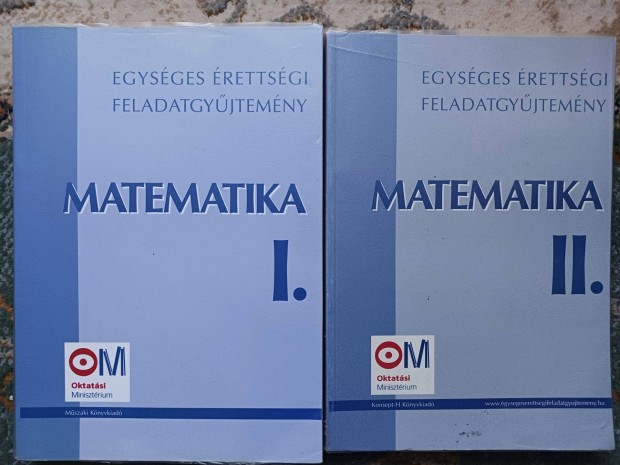 EGYSÉGES ÉRETTSÉGI
FELADATGYŰJTEMÉNY
MATEMATIKA
I.
OM
Oktatási
Minisztérium
Műszaki Könyvkiadó
EGYSÉGES ÉRETTSÉGI
FELADATGYŰJTEMÉNY
MATEMATIKA
II.
OM
Oktatási
Minisztérium
Konsept-H Könyvkiadó
www.egysegeserettsegifeladatgyujtemeny.hu